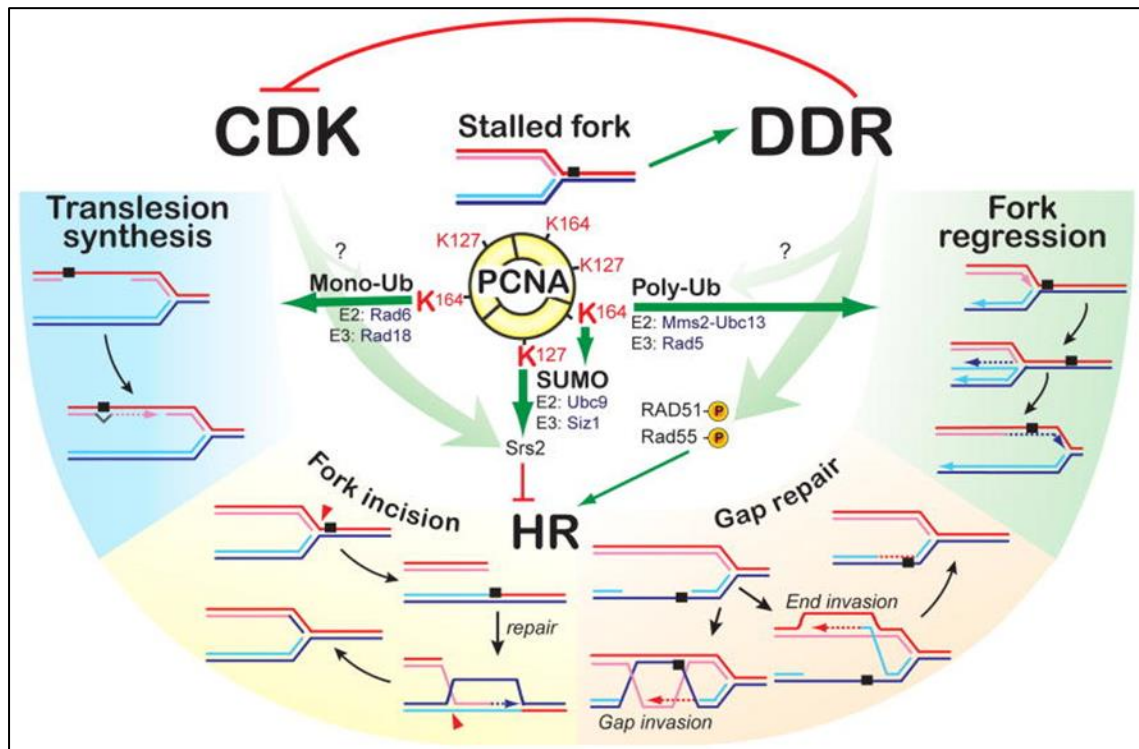 CDK
DDR
Stalled fork
Translesion
synthesis
Fork
regression
?
?
K164
K127
K127
PCNA
Mono-Ub
K164
E2: Rad6
E3: Rad18
Poly-Ub
K164
E2: Mms2-Ubc13
E3: Rad5
K127
SUMO
E2: Ubc9
E3: Siz1
Srs2
RAD51-P
Rad55-P
HR
Fork incision
Gap repair
repair
End invasion
Gap invasion